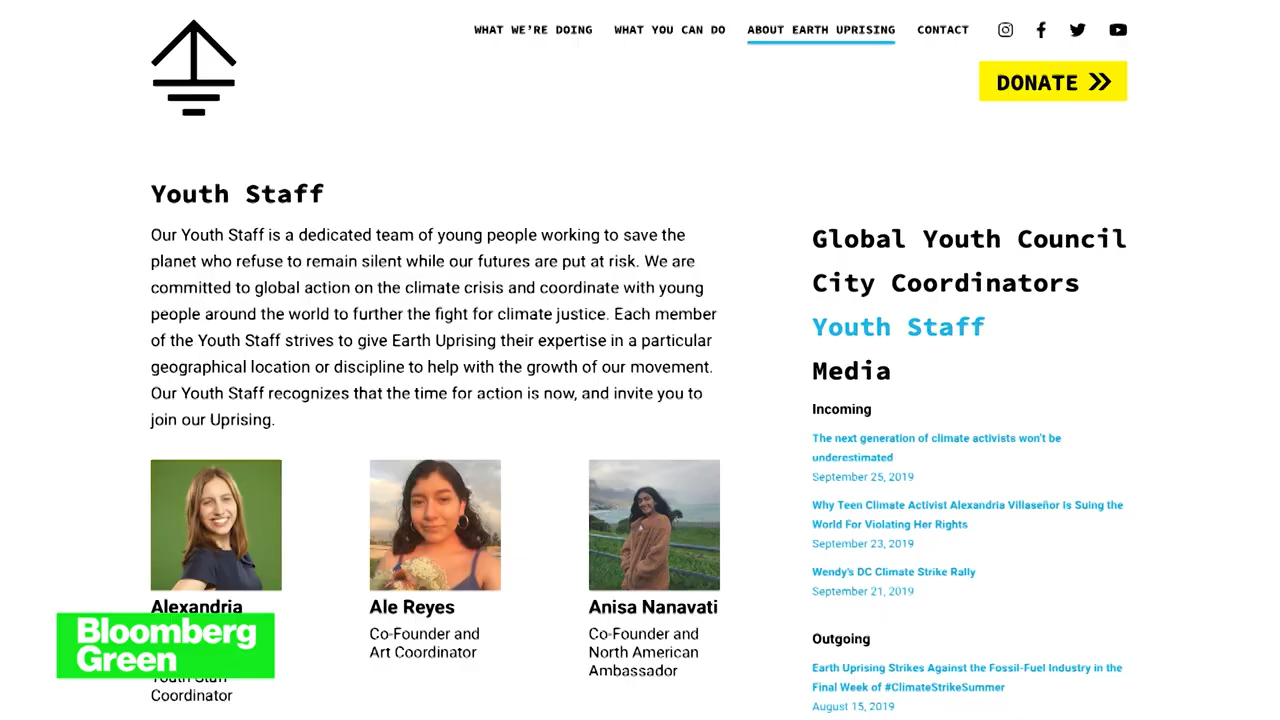 WHAT WE'RE DOING
WHAT YOU CAN DO
ABOUT EARTH UPRISING
CONTACT
DONATE
Youth Staff
Our Youth Staff is a dedicated team of young people working to save the
planet who refuse to remain silent while our futures are put at risk. We are
committed to global action on the climate crisis and coordinate with young
people around the world to further the fight for climate justice. Each member
of the Youth Staff strives to give Earth Uprising their expertise in a particular
geographical location or discipline to help with the growth of our movement.
Our Youth Staff recognizes that the time for action is now, and invite you to
join our Uprising.
Alexandria
Youth Staff
Coordinator
Ale Reyes
Co-Founder and
Art Coordinator
Anisa Nanavati
Co-Founder and
North American
Ambassador
Global Youth Council
City Coordinators
Youth Staff
Media
Incoming
The next generation of climate activists won't be
underestimated
September 25, 2019
Why Teen Climate Activist Alexandria Villaseñor Is Suing the
World For Violating Her Rights
September 23, 2019
Wendy's DC Climate Strike Rally
September 21, 2019
Outgoing
Earth Uprising Strikes Against the Fossil-Fuel Industry in the
Final Week of #ClimateStrikeSummer
August 15, 2019
Bloomberg
Green